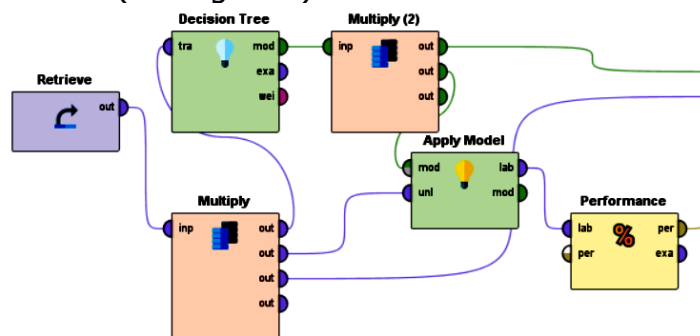 Decision Tree
tra
mod
exa
wei
Multiply (2)
inp
out
out
out
Retrieve
out
Apply Model
mod
unl
lab
mod
Multiply
inp
out
out
out
out
Performance
lab
per
per
exa
%